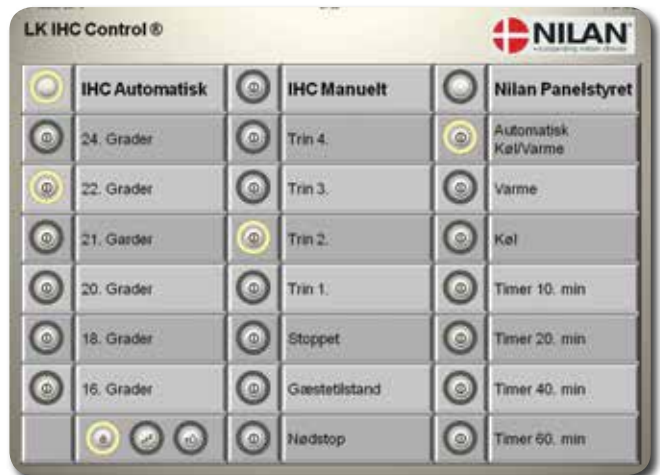 LK IHC Control ®
NILAN
IHC Automatisk
IHC Manuelt
Nilan Panelstyret
24. Grader
Trin 4.
Automatisk
Køl/Varme
22. Grader
Trin 3.
Varme
21. Garder
Trin 2.
Køl
20. Grader
Trin 1.
Timer 10. min
18. Grader
Stoppet
Timer 20. min
16. Grader
Gæstetilstand
Timer 40. min
Nødstop
Timer 60. min